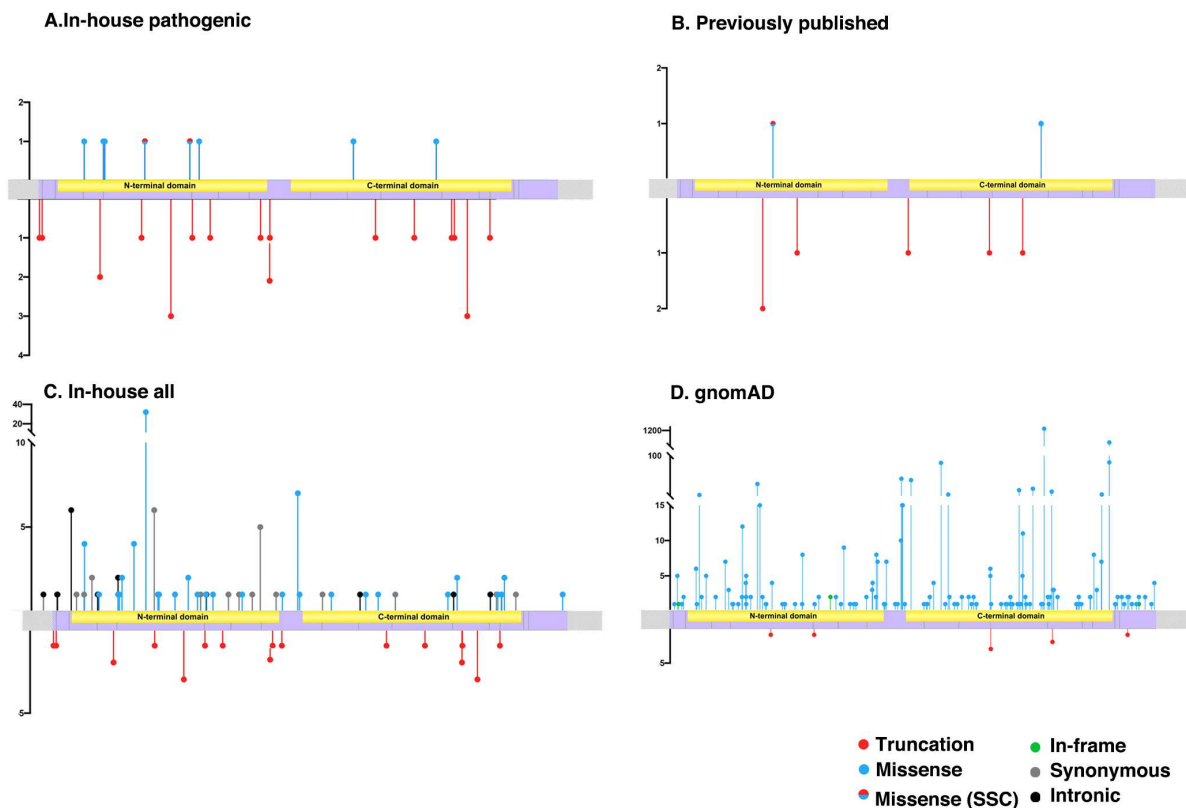 A.In-house pathogenic
2
1
N-terminal domain
C-terminal domain
1
2
3
4
B. Previously published
2
1
N-terminal domain
C-terminal domain
1
2
C. In-house all
40
20
10
5
N-terminal domain
C-terminal domain
5
D. gnomAD
1200
100
15
10
5
N-terminal domain
C-terminal domain
5
Truncation
Missense
Missense (SSC)
In-frame
Synonymous
Intronic